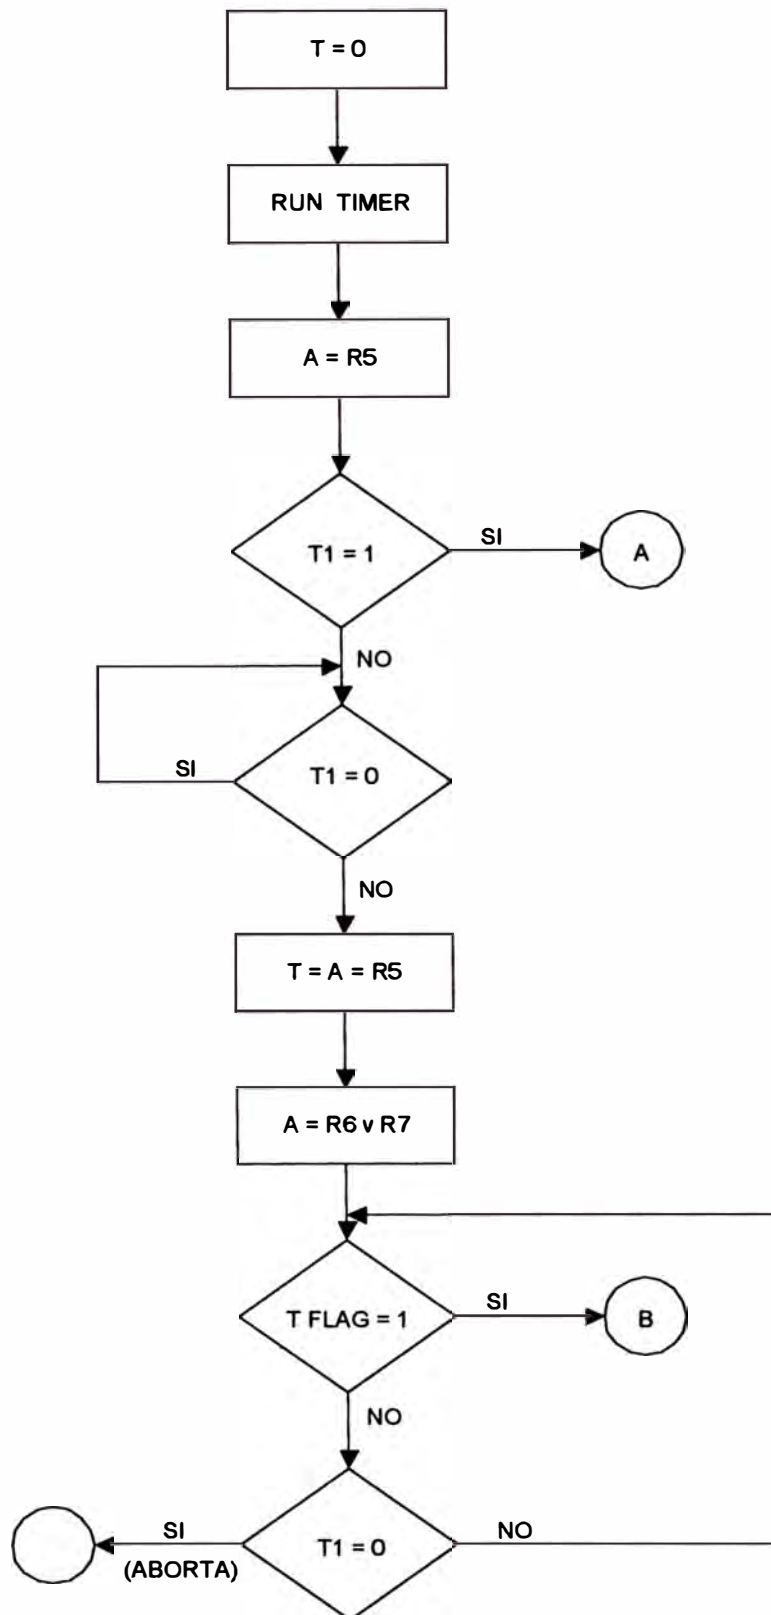 T = 0
RUN TIMER
A = R5
T1 = 1
SI
A
NO
SI
T1 = 0
NO
T = A = R5
A = R6 v R7
T FLAG = 1
SI
B
NO
SI
(ABORTA)
T1 = 0
NO